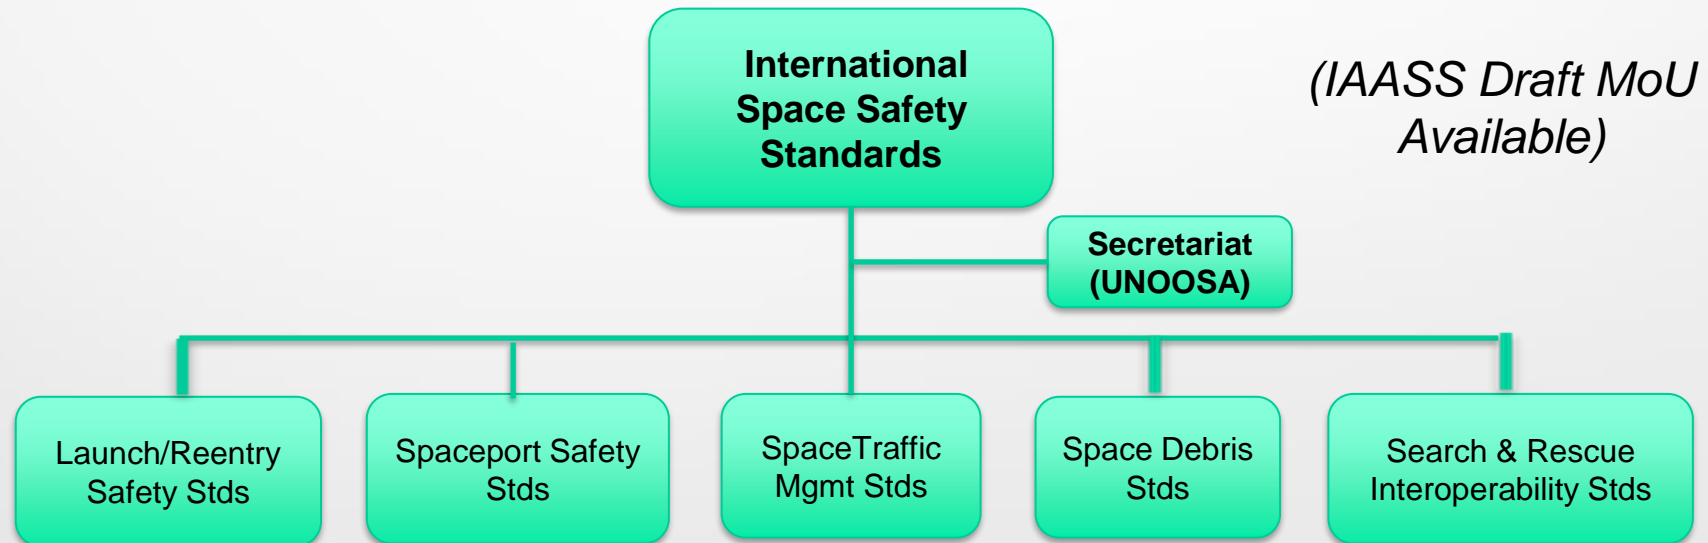 International
Space Safety
Standards
(IAASS Draft MoU
Available)
Secretariat
(UNOOSA)
Launch/Reentry
Safety Stds
Spaceport Safety
Stds
SpaceTraffic
Mgmt Stds
Space Debris
Stds
Search & Rescue
Interoperability Stds